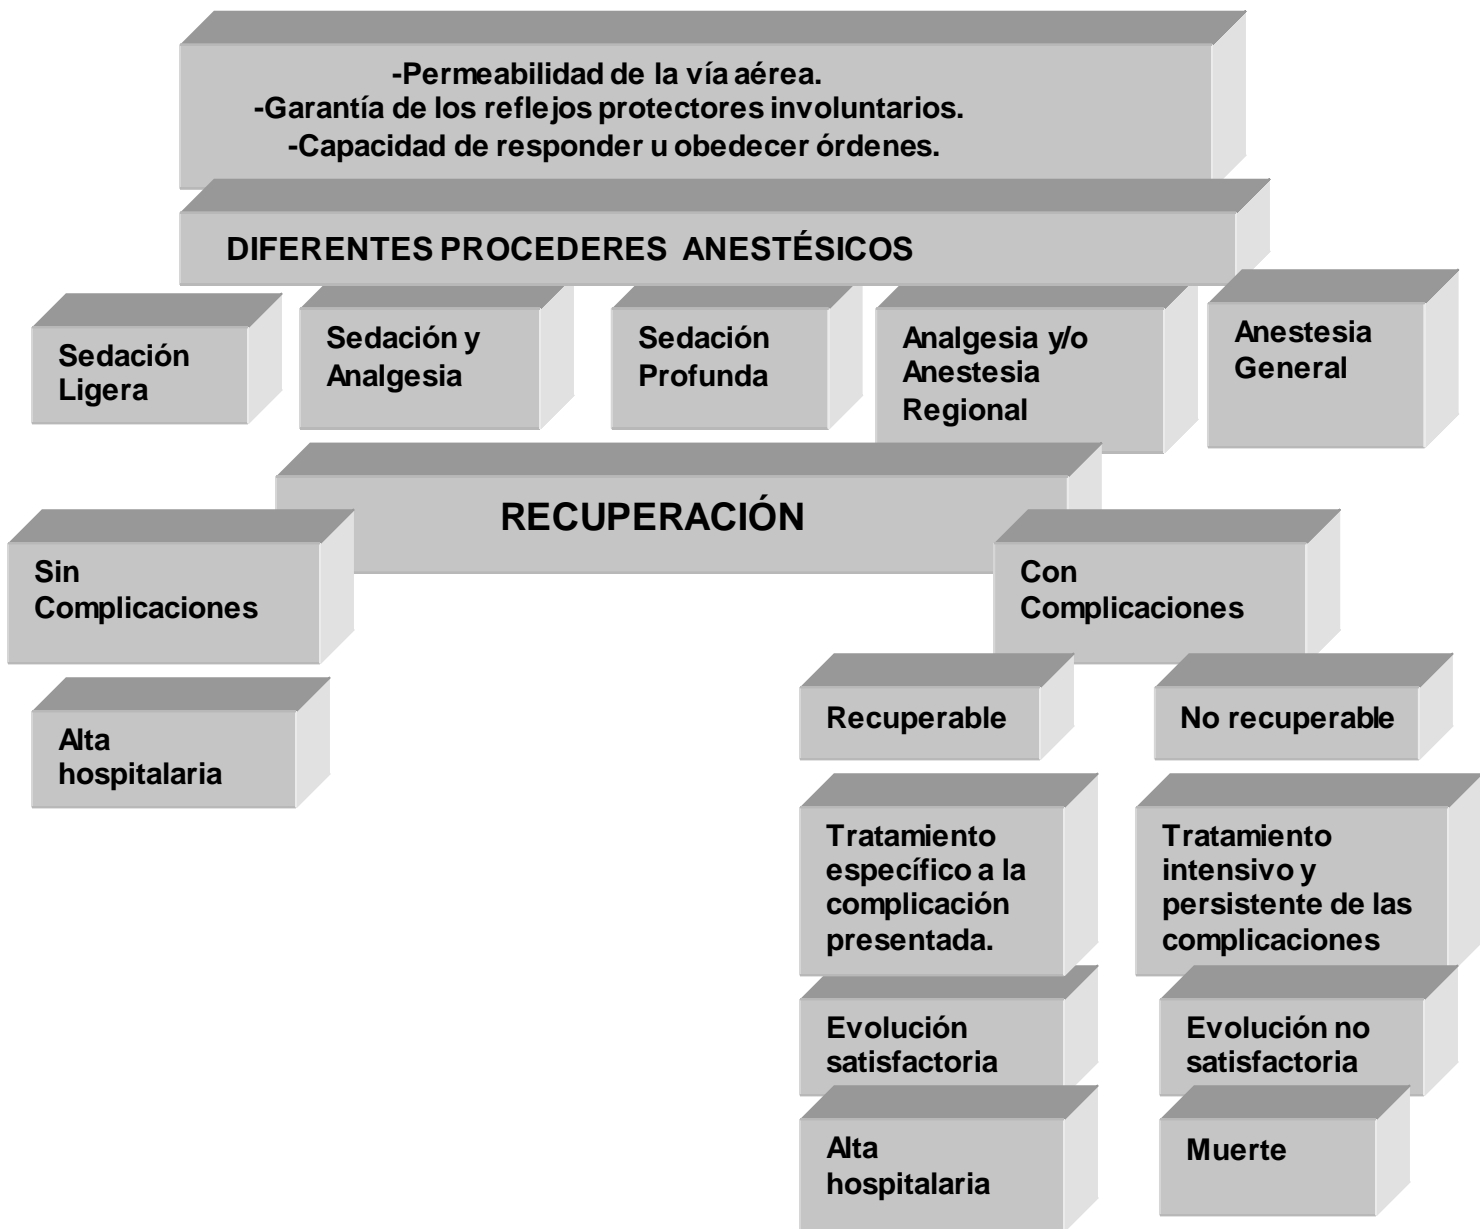 -Permeabilidad de la vía aérea.
-Garantía de los reflejos protectores involuntarios.
-Capacidad de responder u obedecer órdenes.
DIFERENTES PROCEDERES ANESTÉSICOS
Sedación
Ligera
Sedación y
Analgesia
Sedación
Profunda
Analgesia y/o
Anestesia
Regional
Anestesia
General
RECUPERACIÓN
Sin
Complicaciones
Con
Complicaciones
Alta
hospitalaria
Recuperable
No recuperable
Tratamiento
específico a la
complicación
presentada.
Tratamiento
intensivo y
persistente de las
complicaciones
Evolución
satisfactoria
Evolución no
satisfactoria
Alta
hospitalaria
Muerte